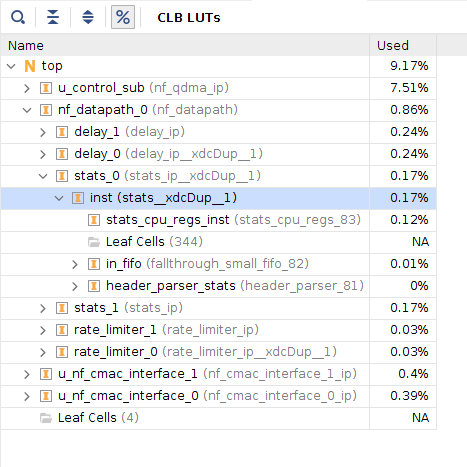 CLB LUTs
Name Used
top 9.17%
u_control_sub (nf_qdma_ip) 7.51%
nf_datapath_0 (nf_datapath) 0.86%
delay_1 (delay_ip) 0.24%
delay_0 (delay_ip__xdcDup__1) 0.24%
stats_0 (stats_ip__xdcDup__1) 0.17%
inst (stats__xdcDup__1) 0.17%
stats_cpu_regs_inst (stats_cpu_regs_83) 0.12%
Leaf Cells (344) NA
in_fifo (fallthrough_small_fifo_82) 0.01%
header_parser_stats (header_parser_81) 0%
stats_1 (stats_ip) 0.17%
rate_limiter_1 (rate_limiter_ip) 0.03%
rate_limiter_0 (rate_limiter_ip__xdcDup__1) 0.03%
u_nf_cmac_interface_1 (nf_cmac_interface_1_ip) 0.4%
u_nf_cmac_interface_0 (nf_cmac_interface_0_ip) 0.39%
Leaf Cells (4) NA